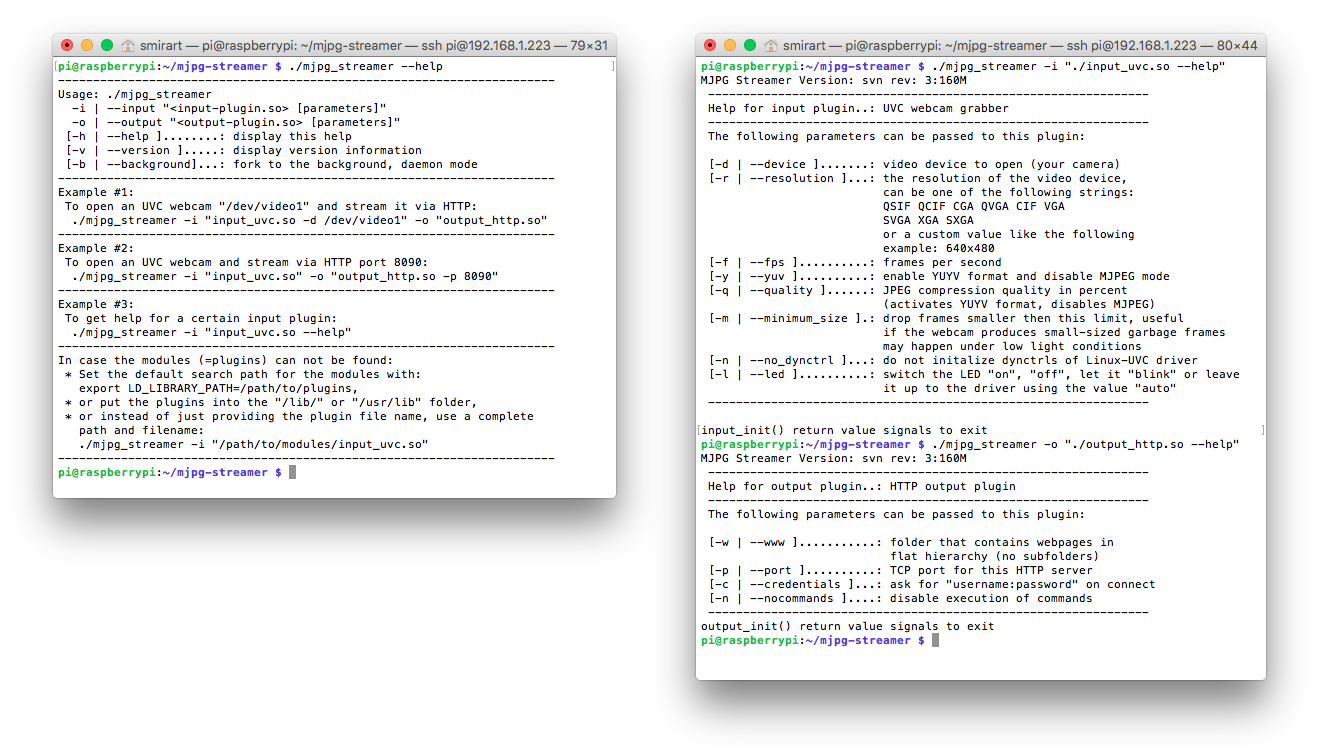 smirart — pi@raspberrypi: ~/mjpg-streamer — ssh pi@192.168.1.223 — 79×31
[pi@raspberrypi:~/mjpg-streamer $ ./mjpg_streamer --help ]
-----------------------------------------------------------------------
Usage: ./mjpg_streamer
  -i | --input "<input-plugin.so> [parameters]"
  -o | --output "<output-plugin.so> [parameters]"
 [-h | --help ]........: display this help
 [-v | --version ].....: display version information
 [-b | --background]...: fork to the background, daemon mode
-----------------------------------------------------------------------
Example #1:
 To open an UVC webcam "/dev/video1" and stream it via HTTP:
  ./mjpg_streamer -i "input_uvc.so -d /dev/video1" -o "output_http.so"
-----------------------------------------------------------------------
Example #2:
 To open an UVC webcam and stream via HTTP port 8090:
  ./mjpg_streamer -i "input_uvc.so" -o "output_http.so -p 8090"
-----------------------------------------------------------------------
Example #3:
 To get help for a certain input plugin:
  ./mjpg_streamer -i "input_uvc.so --help"
-----------------------------------------------------------------------
In case the modules (=plugins) can not be found:
 * Set the default search path for the modules with:
   export LD_LIBRARY_PATH=/path/to/plugins,
 * or put the plugins into the "/lib/" or "/usr/lib" folder,
 * or instead of just providing the plugin file name, use a complete
   path and filename:
   ./mjpg_streamer -i "/path/to/modules/input_uvc.so"
-----------------------------------------------------------------------
pi@raspberrypi:~/mjpg-streamer $
smirart — pi@raspberrypi: ~/mjpg-streamer — ssh pi@192.168.1.223 — 80×44
pi@raspberrypi:~/mjpg-streamer $ ./mjpg_streamer -i "./input_uvc.so --help"
MJPG Streamer Version: svn rev: 3:160M
 ---------------------------------------------------------------
 Help for input plugin..: UVC webcam grabber
 ---------------------------------------------------------------
 The following parameters can be passed to this plugin:
 [-d | --device ].......: video device to open (your camera)
 [-r | --resolution ]...: the resolution of the video device,
                          can be one of the following strings:
                          QSIF QCIF CGA QVGA CIF VGA
                          SVGA XGA SXGA
                          or a custom value like the following
                          example: 640x480
 [-f | --fps ]..........: frames per second
 [-y | --yuv ]..........: enable YUYV format and disable MJPEG mode
 [-q | --quality ]......: JPEG compression quality in percent
                          (activates YUYV format, disables MJPEG)
 [-m | --minimum_size ].: drop frames smaller then this limit, useful
                          if the webcam produces small-sized garbage frames
                          may happen under low light conditions
 [-n | --no_dynctrl ]...: do not initalize dynctrls of Linux-UVC driver
 [-l | --led ]..........: switch the LED "on", "off", let it "blink" or leave
                          it up to the driver using the value "auto"
 ---------------------------------------------------------------
[input_init() return value signals to exit ]
pi@raspberrypi:~/mjpg-streamer $ ./mjpg_streamer -o "./output_http.so --help"
MJPG Streamer Version: svn rev: 3:160M
 ---------------------------------------------------------------
 Help for output plugin..: HTTP output plugin
 ---------------------------------------------------------------
 The following parameters can be passed to this plugin:
 [-w | --www ]...........: folder that contains webpages in
                           flat hierarchy (no subfolders)
 [-p | --port ]..........: TCP port for this HTTP server
 [-c | --credentials ]...: ask for "username:password" on connect
 [-n | --nocommands ]....: disable execution of commands
 ---------------------------------------------------------------
output_init() return value signals to exit
pi@raspberrypi:~/mjpg-streamer $